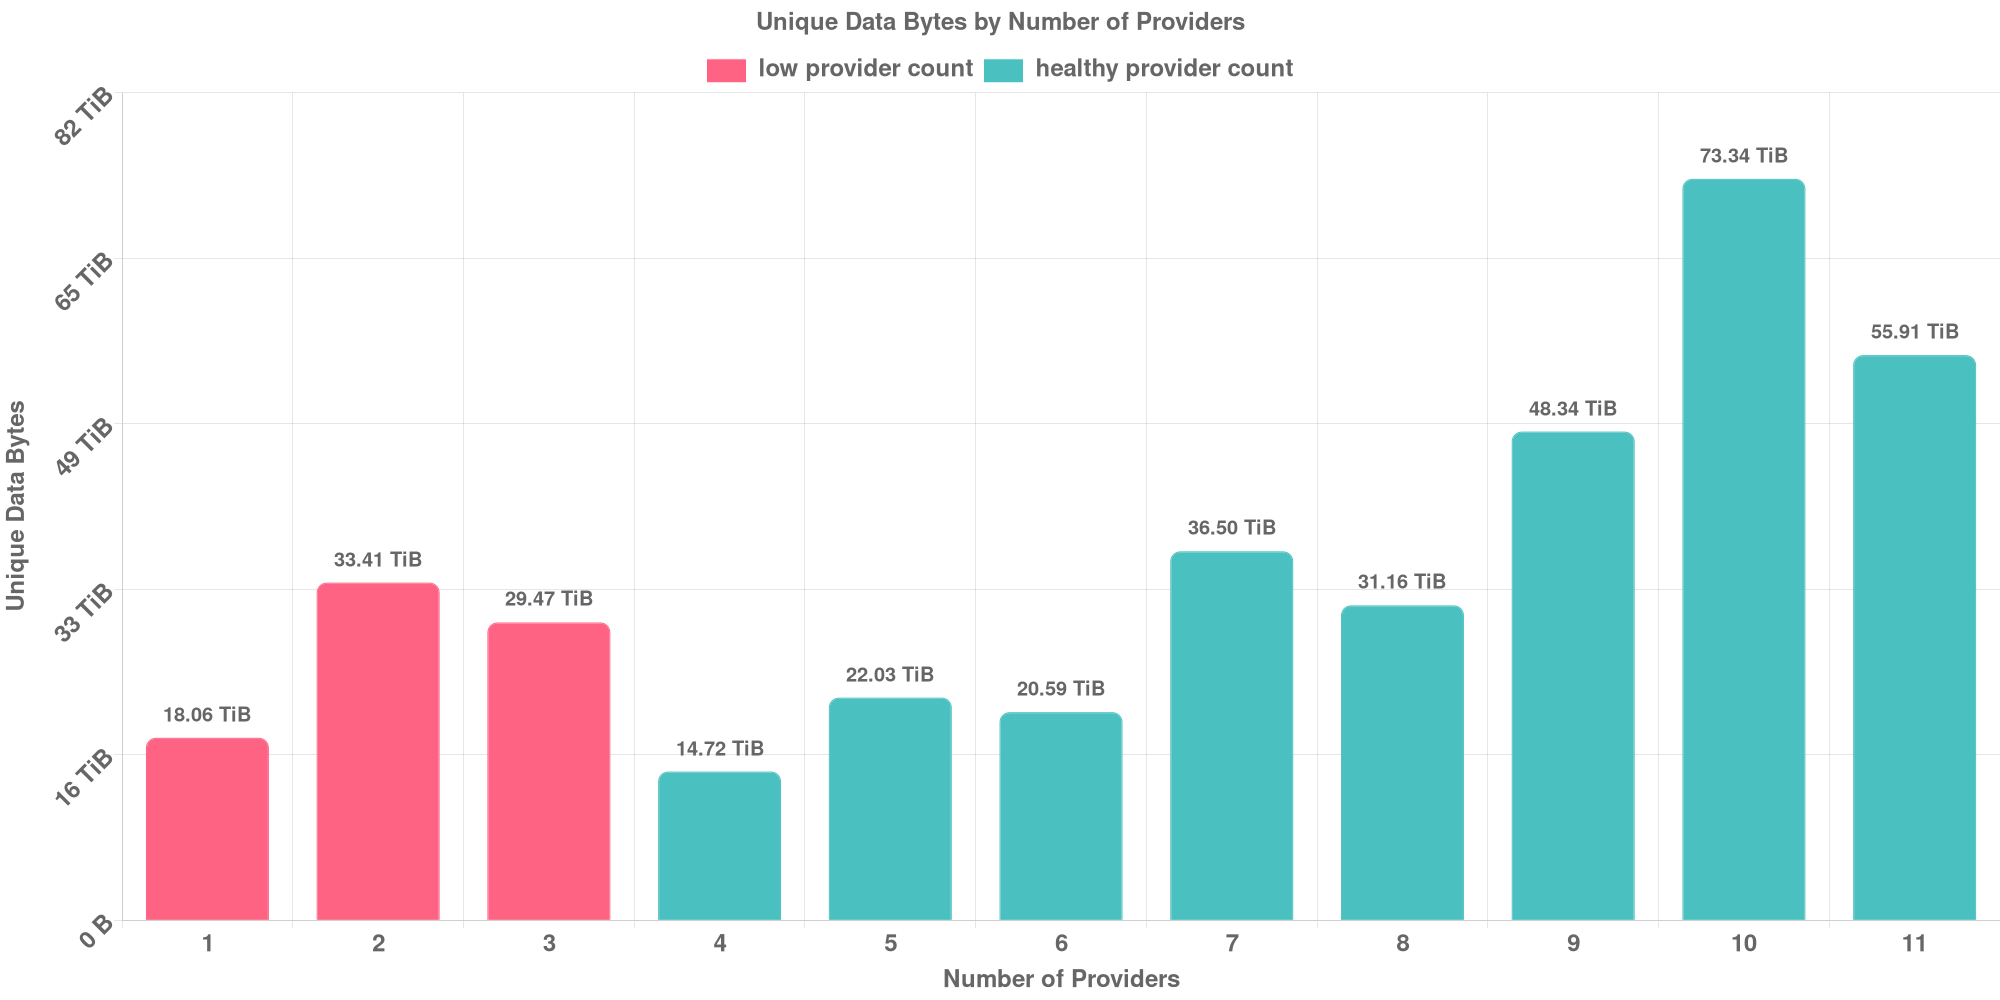 Unique Data Bytes by Number of Providers
low provider count
healthy provider count
Unique Data Bytes
82 TiB
65 TiB
49 TiB
33 TiB
16 TiB
0 B
18.06 TiB
33.41 TiB
29.47 TiB
14.72 TiB
22.03 TiB
20.59 TiB
36.50 TiB
31.16 TiB
48.34 TiB
73.34 TiB
55.91 TiB
1 2 3 4 5 6 7 8 9 10 11
Number of Providers